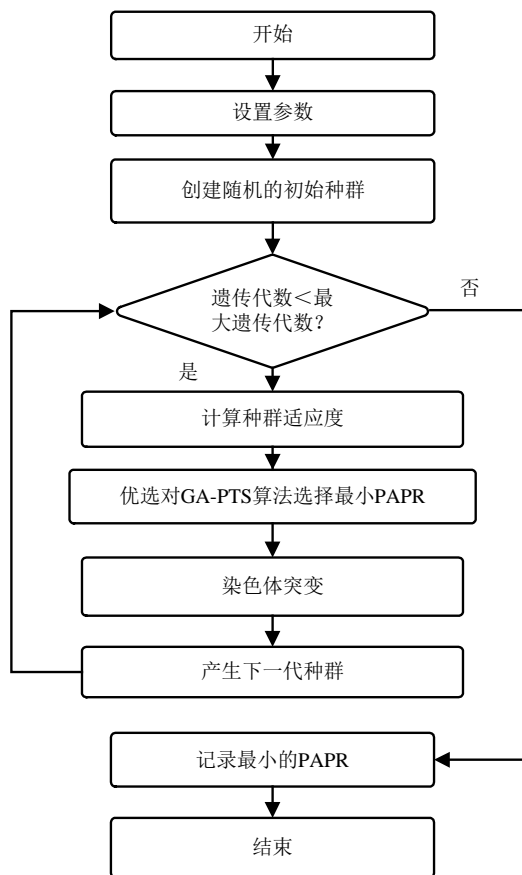 开始
设置参数
创建随机的初始种群
遗传代数＜最
大遗传代数？
否
是
计算种群适应度
优选对GA-PTS算法选择最小PAPR
染色体突变
产生下一代种群
记录最小的PAPR
结束